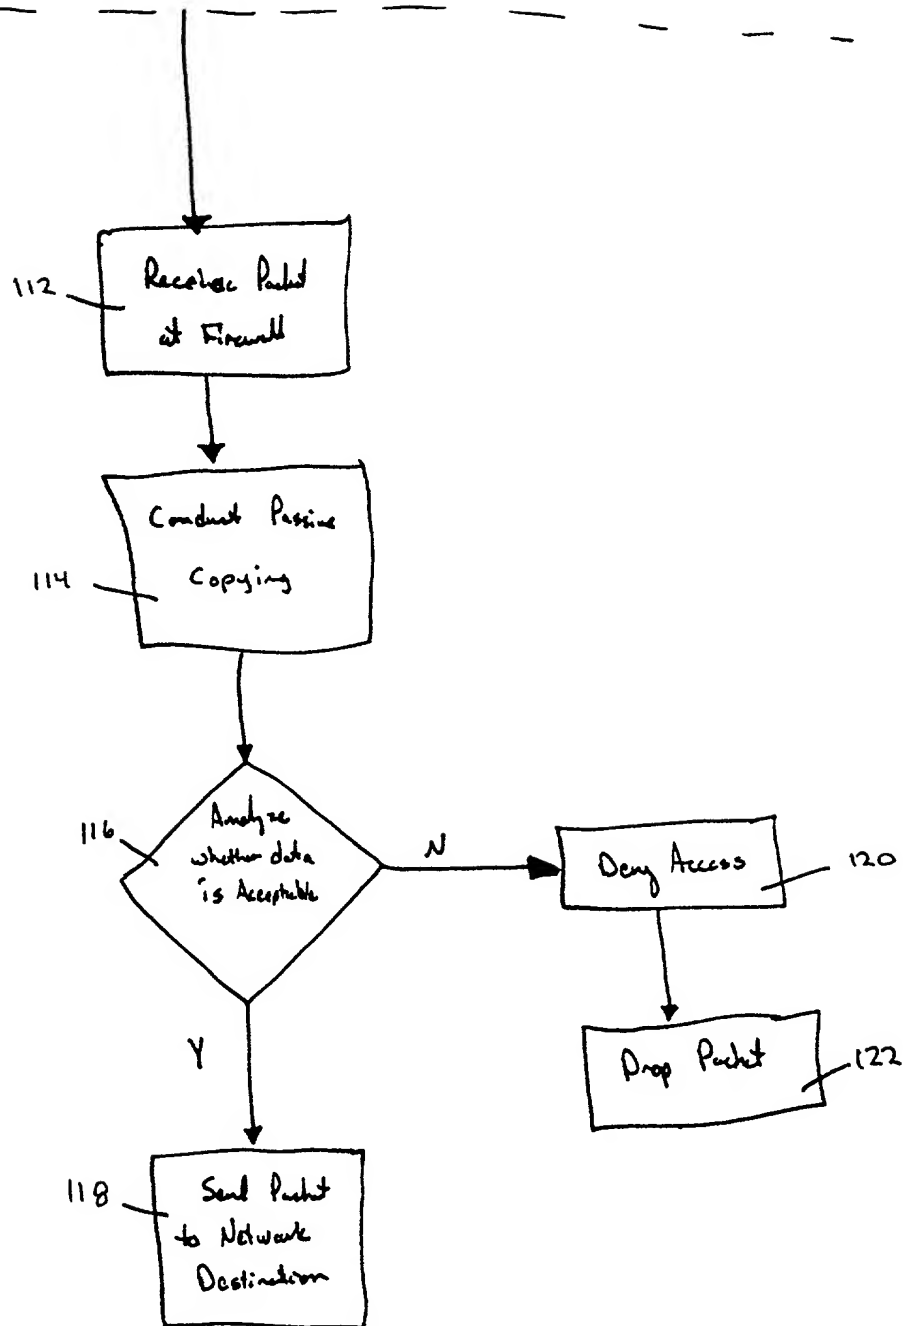 112
Receive Packet
at Firewall
114
Conduct Passive
Copying
116
Analyze
whether data
is Acceptable
N
Deny Access
120
Y
Drop Packet
122
118
Send Packet
to Network
Destination